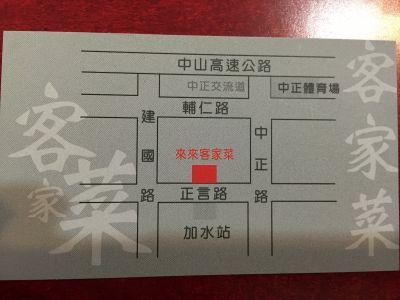 中山高速公路
中正交流道
中正體育場
輔仁路
建國路
中正路
來來客家菜
正言路
加水站
客家菜
客家菜